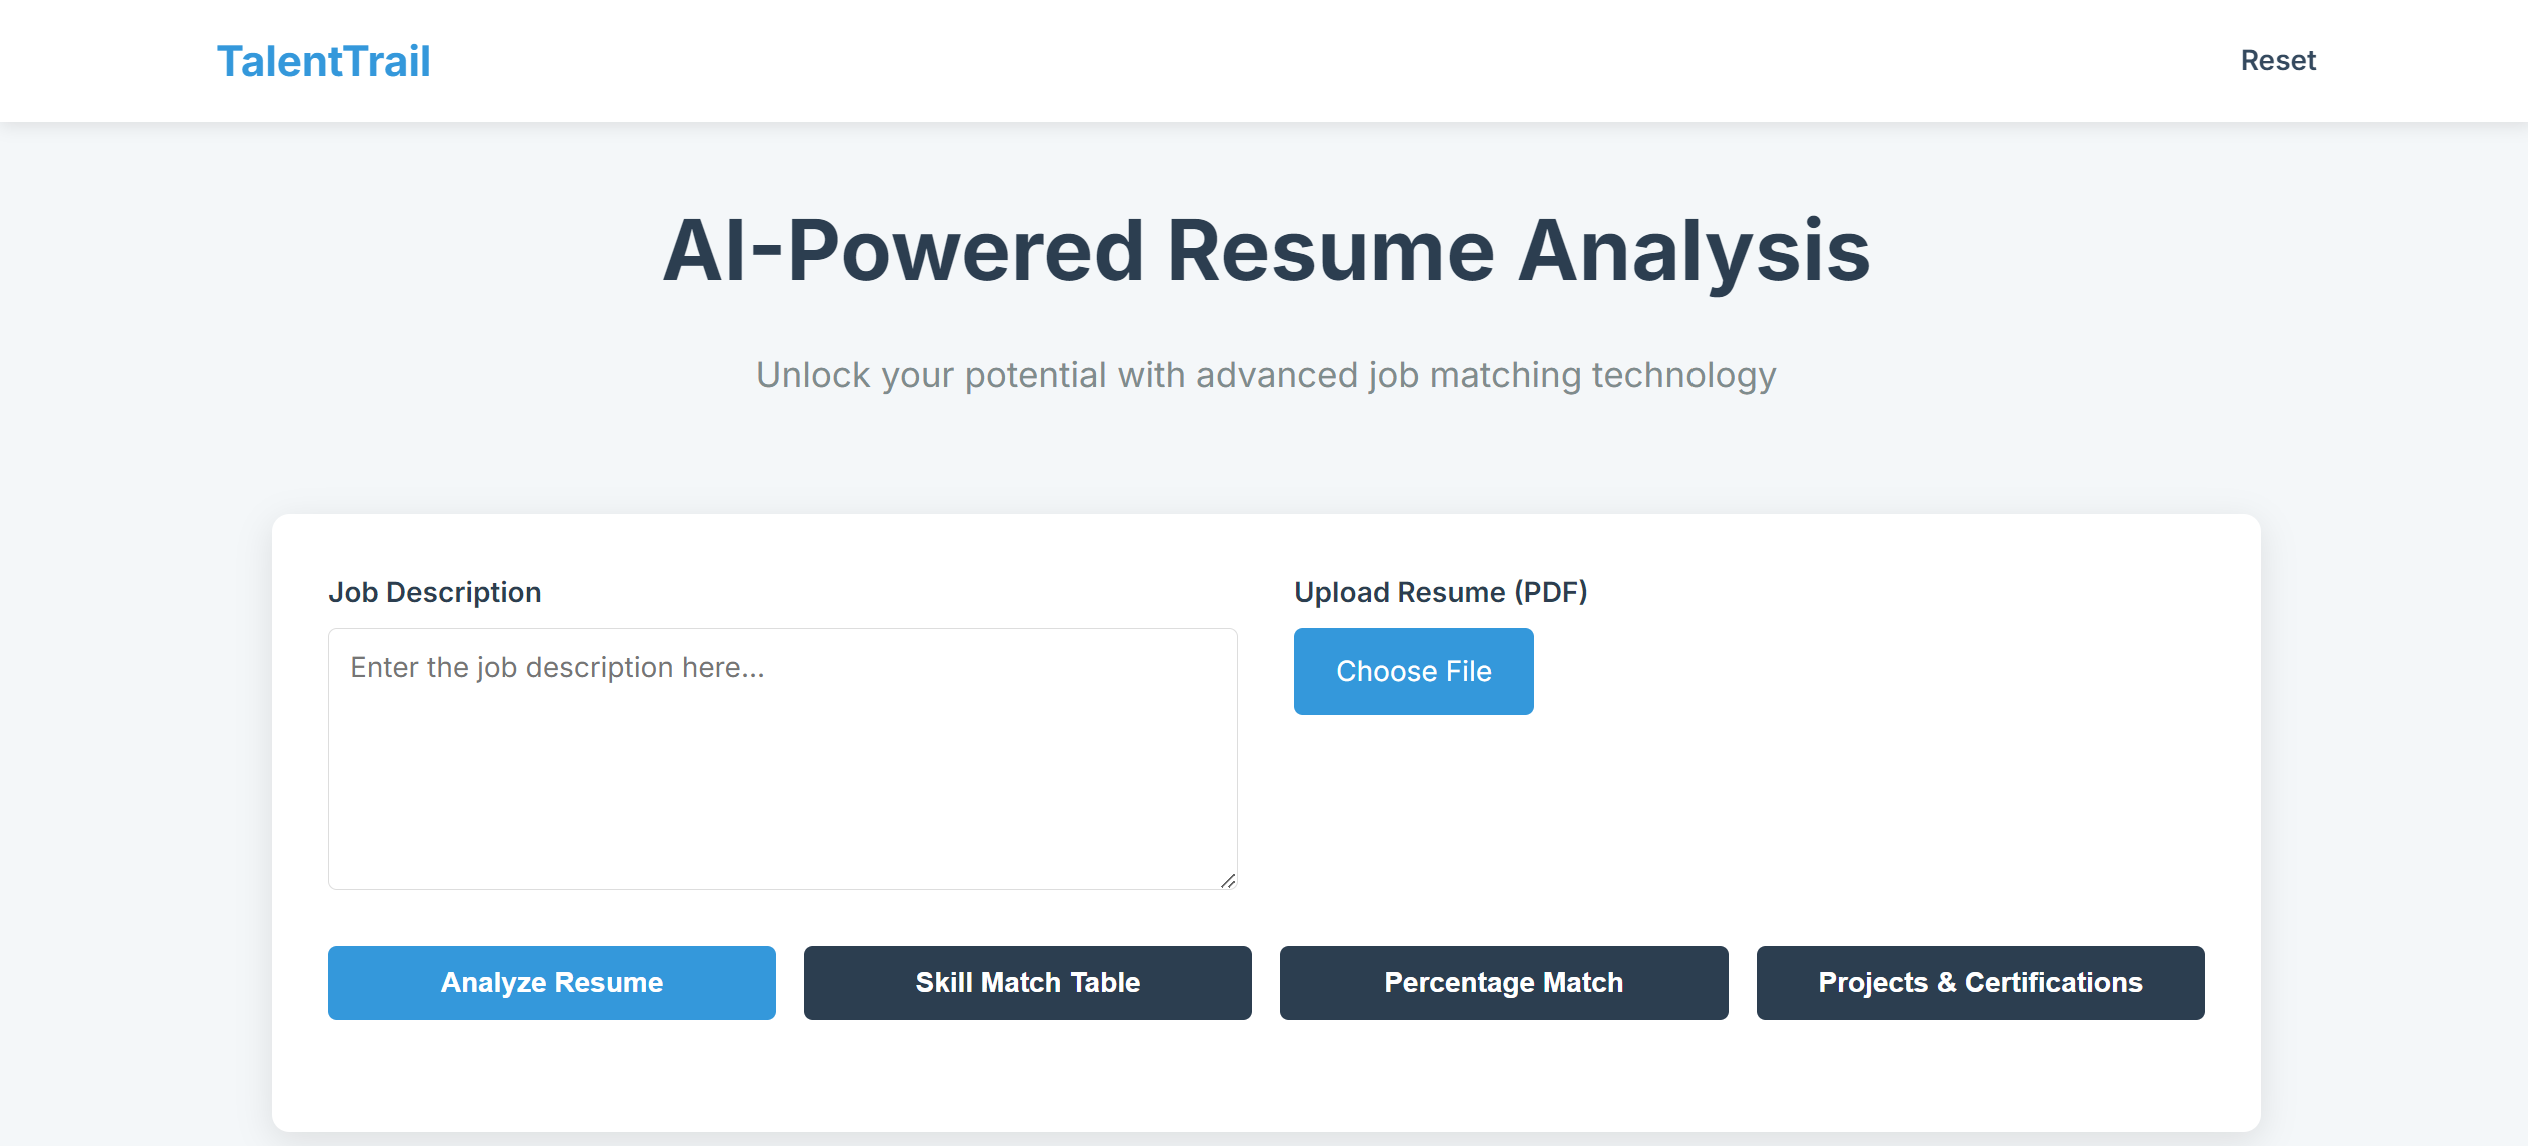 TalentTrail
Reset
AI-Powered Resume Analysis
Unlock your potential with advanced job matching technology
Job Description
Upload Resume (PDF)
Enter the job description here...
Choose File
Analyze Resume
Skill Match Table
Percentage Match
Projects & Certifications